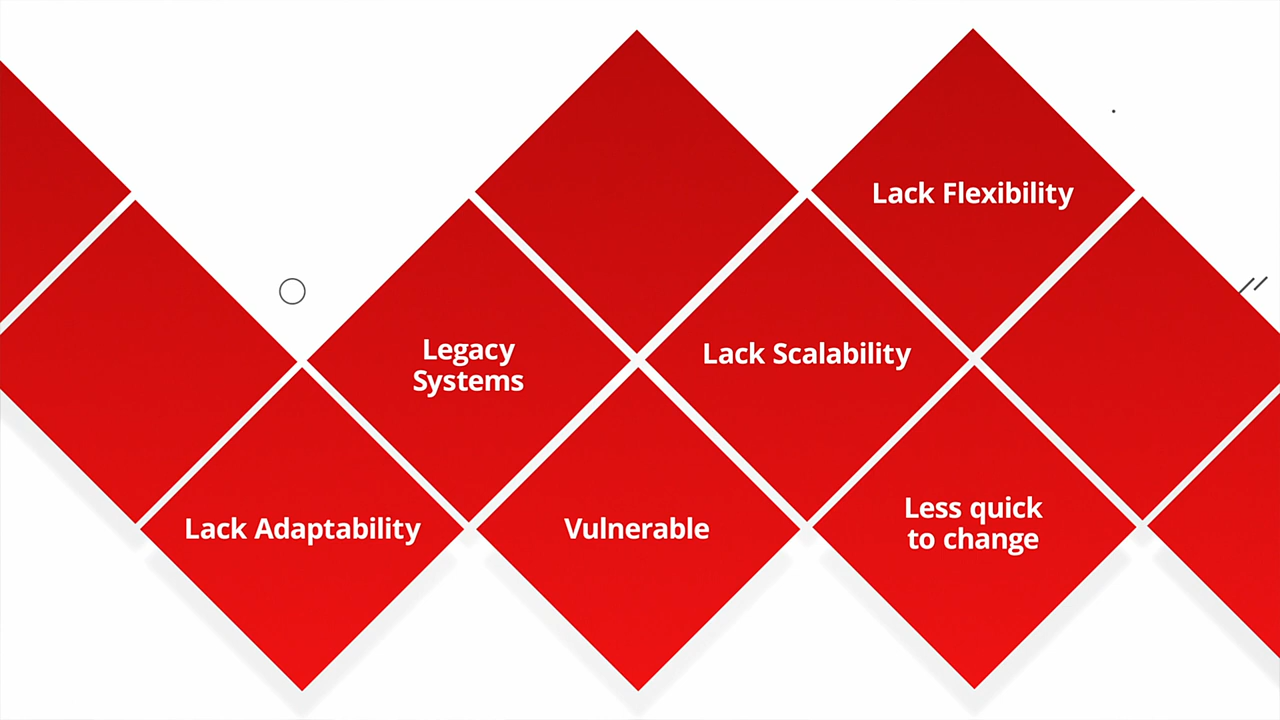 Lack Flexibility
Legacy
Systems
Lack Scalability
Lack Adaptability
Vulnerable
Less quick
to change